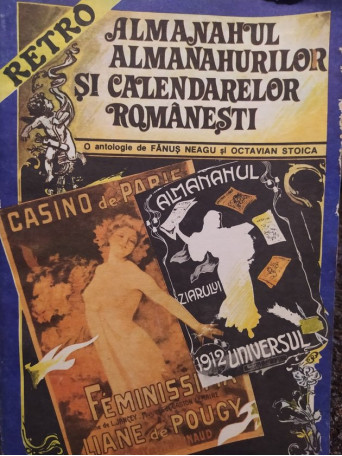 RETRO
ALMANAHUL
ALMANAHURILOR
ȘI CALENDARELOR
ROMÂNEȘTI
O antologie de FĂNUȘ NEAGU și OCTAVIAN STOICA
CASINO de PARIS
ALMANAHUL
ZIARULUI
1912 UNIVERSUL
LIANE de POUGY